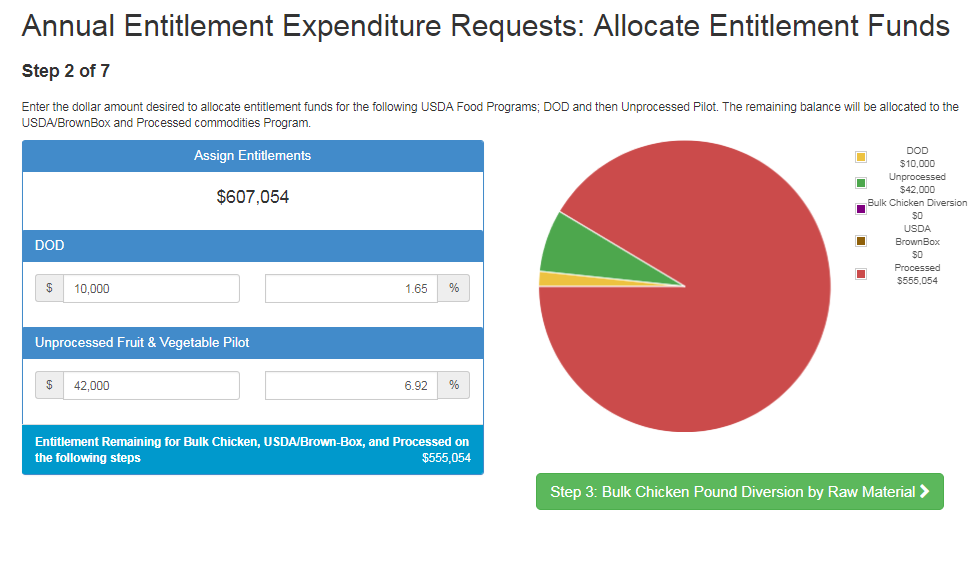 Annual Entitlement Expenditure Requests: Allocate Entitlement Funds
Step 2 of 7
Enter the dollar amount desired to allocate entitlement funds for the following USDA Food Programs; DOD and then Unprocessed Pilot. The remaining balance will be allocated to the
USDA/BrownBox and Processed commodities Program.
Assign Entitlements
$607,054
DOD
$ 10,000 1.65 %
Unprocessed Fruit & Vegetable Pilot
$ 42,000 6.92 %
Entitlement Remaining for Bulk Chicken, USDA/Brown-Box, and Processed on
the following steps $555,054
DOD
$10,000
Unprocessed
$42,000
Bulk Chicken Diversion
$0
USDA
BrownBox
$0
Processed
$555,054
Step 3: Bulk Chicken Pound Diversion by Raw Material